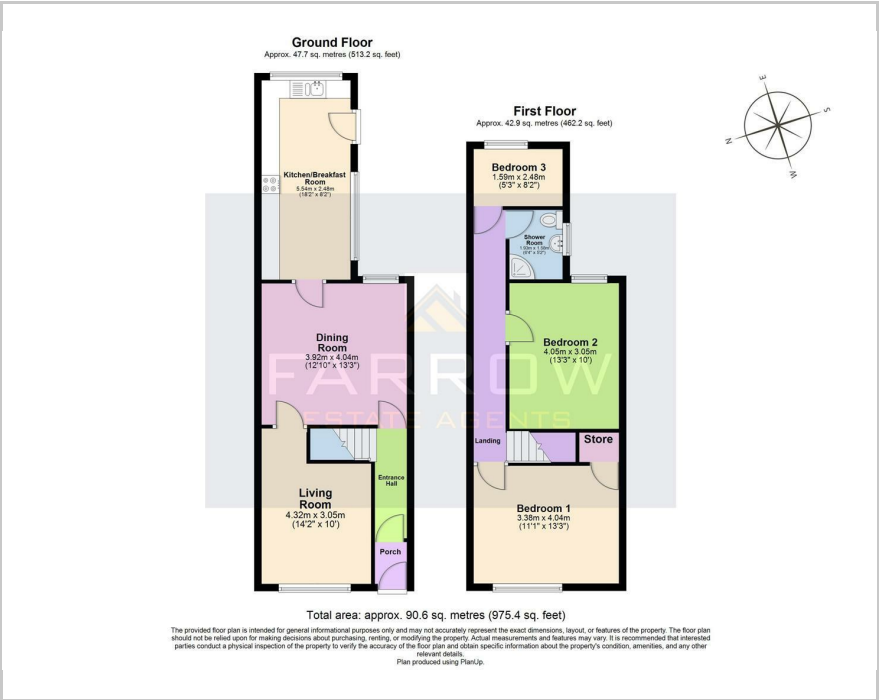 Ground Floor
Approx. 47.7 sq. metres (513.2 sq. feet)
Kitchen/Breakfast
Room
5.54m x 2.48m
(18'2" x 8'2")
Dining
Room
3.92m x 4.04m
(12'10" x 13'3")
Entrance
Hall
Living
Room
4.32m x 3.05m
(14'2" x 10')
Porch
First Floor
Approx. 42.9 sq. metres (462.2 sq. feet)
Bedroom 3
1.59m x 2.48m
(5'3" x 8'2")
Shower
Room
1.93m x 1.58m
(6'4" x 5'2")
Bedroom 2
4.05m x 3.05m
(13'3" x 10')
Landing
Store
Bedroom 1
3.38m x 4.04m
(11'1" x 13'3")
E
S
N
W
FARROW
ESTATE AGENTS
Total area: approx. 90.6 sq. metres (975.4 sq. feet)
The provided floor plan is intended for general informational purposes only and may not accurately represent the exact dimensions, layout, or features of the property. The floor plan
should not be relied upon for making decisions about purchasing, renting, or modifying the property. Actual measurements and features may vary. It is recommended that interested
parties conduct a physical inspection of the property to verify the accuracy of the floor plan and obtain specific information about the property's condition, amenities, and any other
relevant details.
Plan produced using PlanUp.